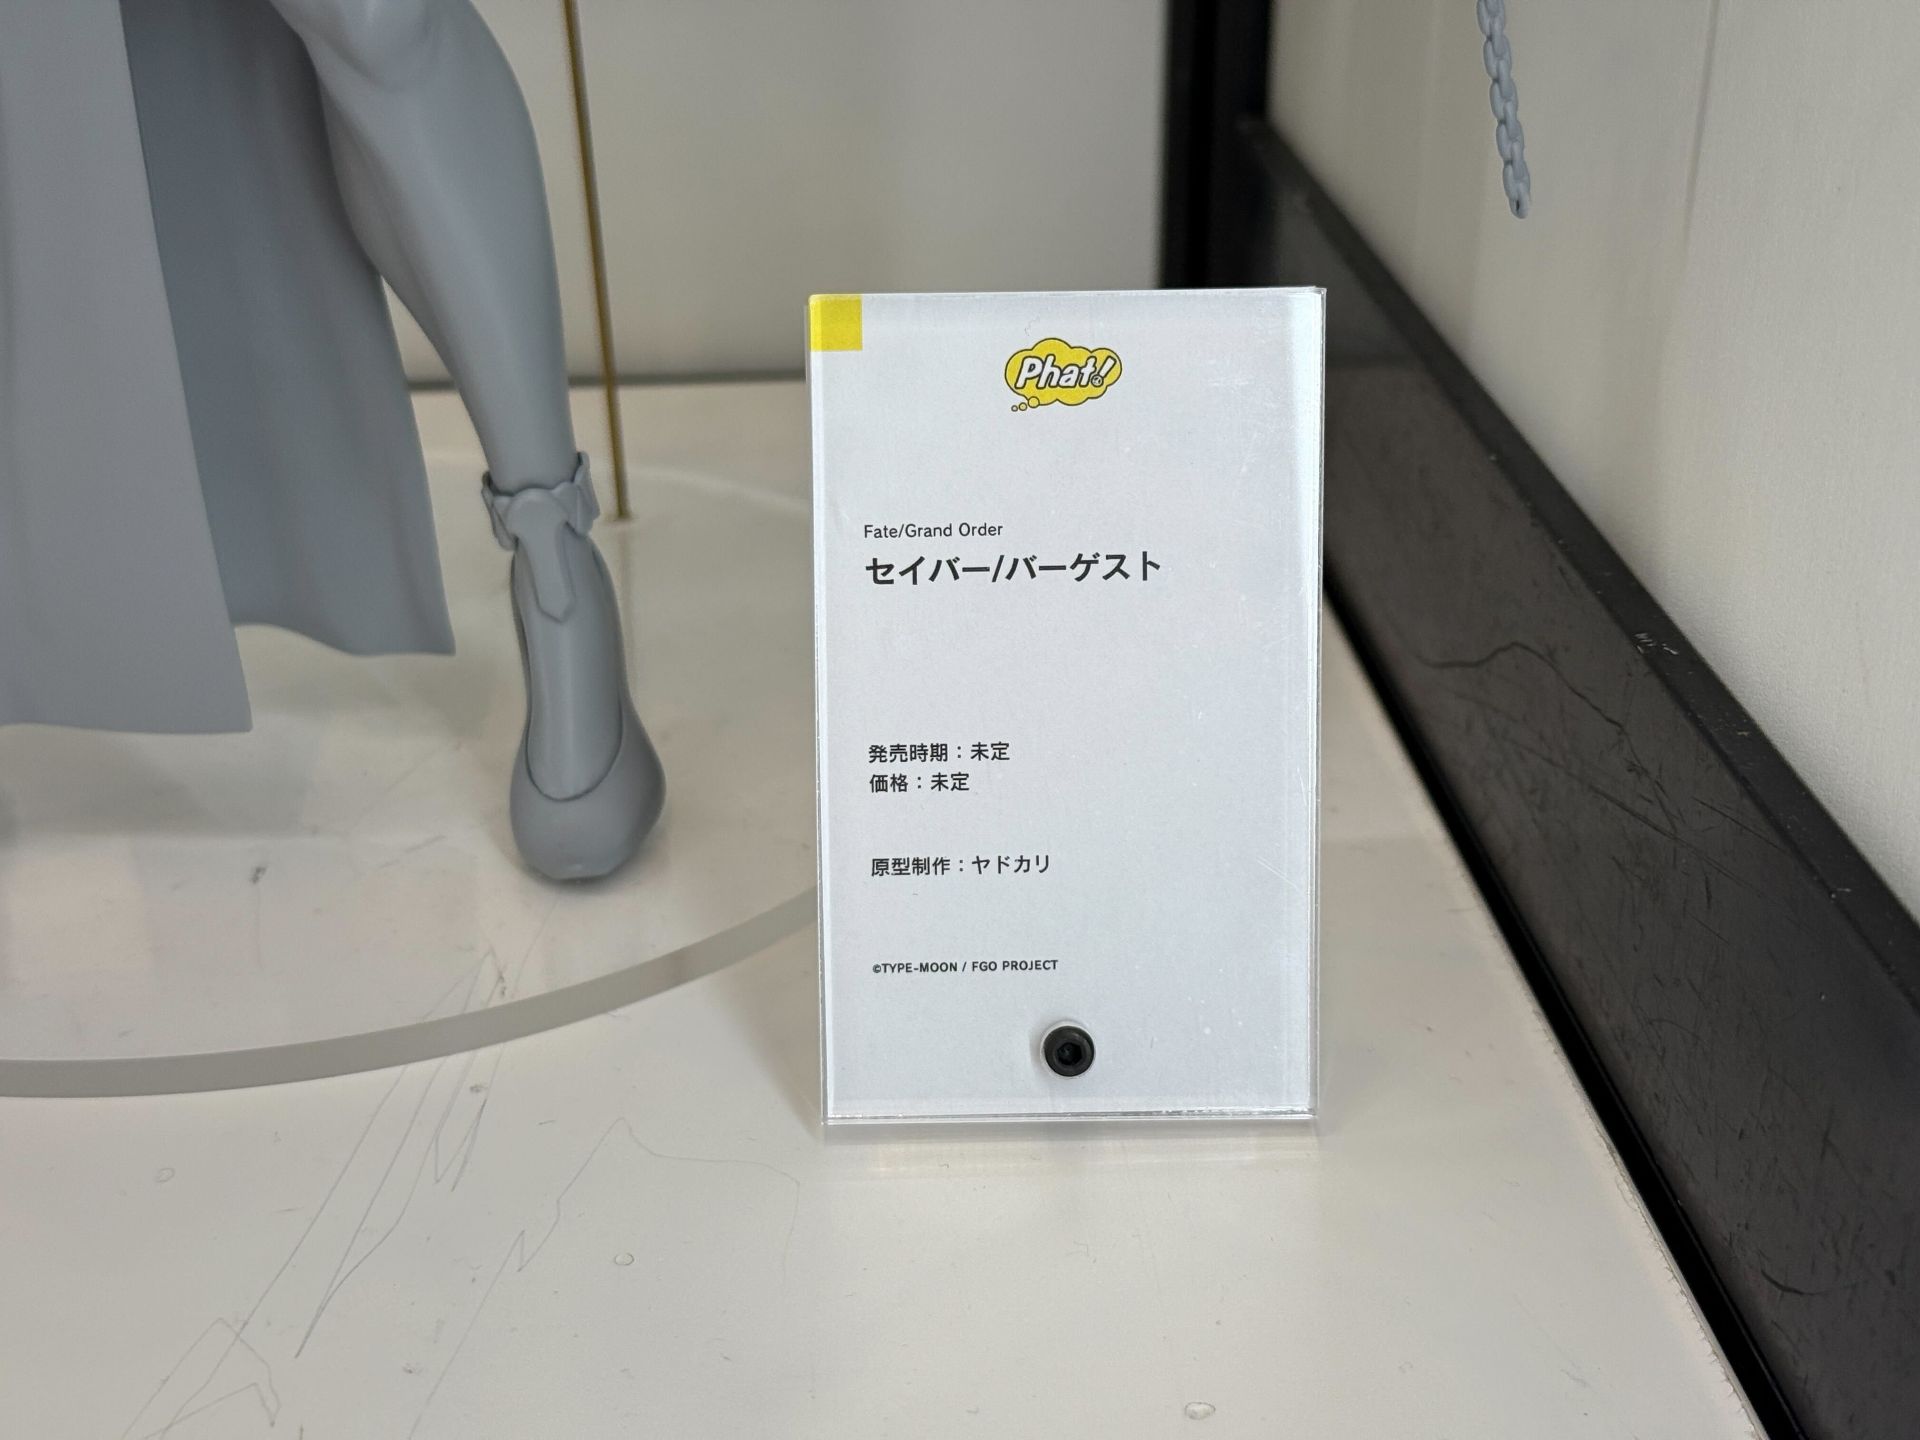 Phat!
Fate/Grand Order
セイバー/バーゲスト
発売時期：未定
価格：未定
原型制作：ヤドカリ
©TYPE-MOON / FGO PROJECT